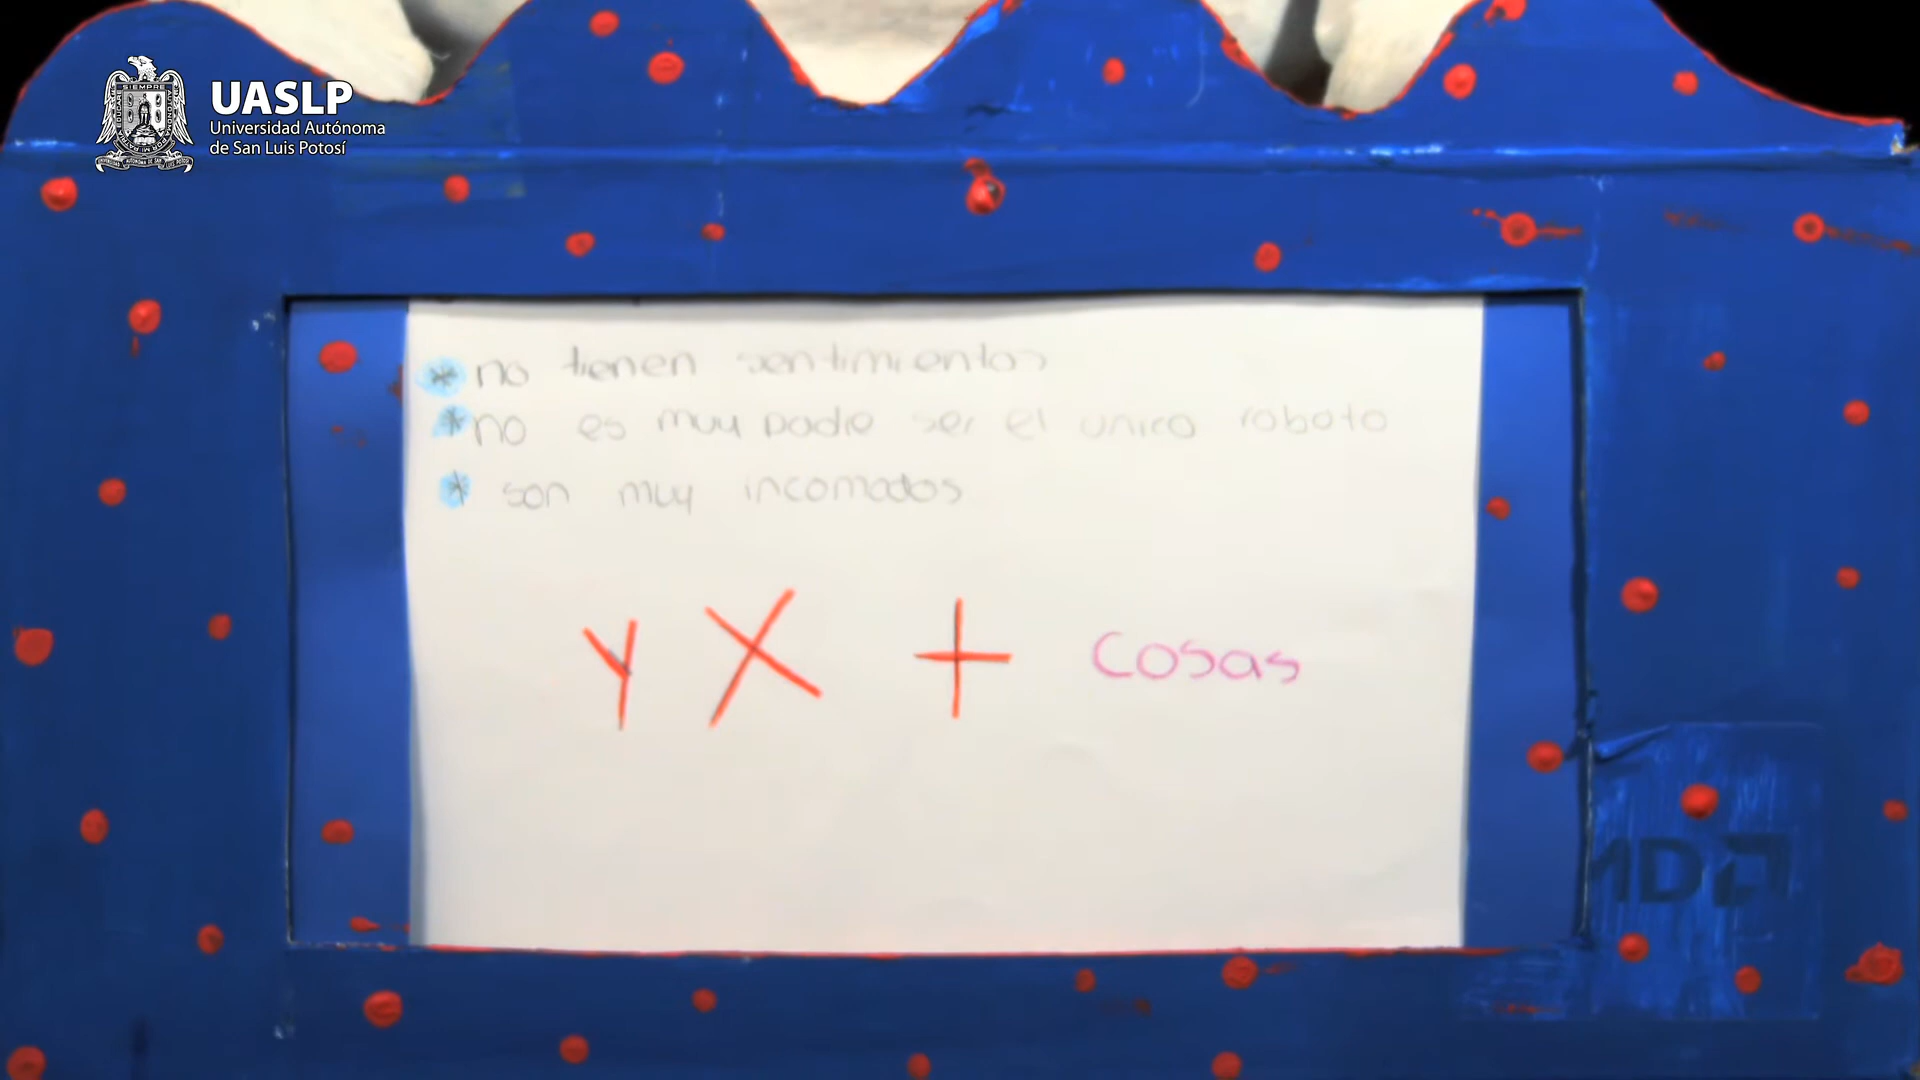 UASLP
Universidad Autónoma
de San Luis Potosí
* no tienen sentimientos
* no es muy padre ser el unico roboto
* son muy incomodos
y X + cosas